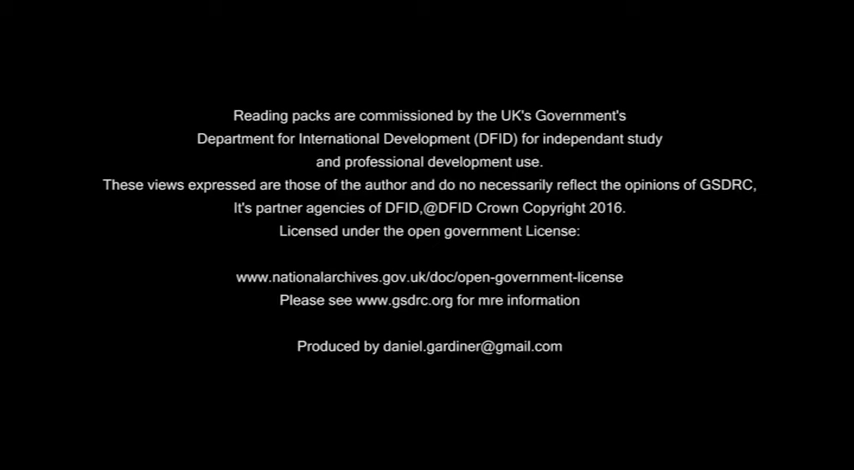 Reading packs are commissioned by the UK's Government's
Department for International Development (DFID) for independant study
and professional development use.
These views expressed are those of the author and do no necessarily reflect the opinions of GSDRC,
It's partner agencies of DFID,@DFID Crown Copyright 2016.
Licensed under the open government License:
www.nationalarchives.gov.uk/doc/open-government-license
Please see www.gsdrc.org for mre information
Produced by daniel.gardiner@gmail.com